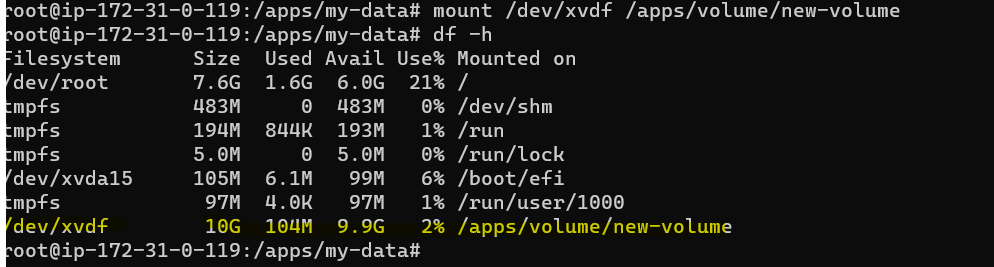 root@ip-172-31-0-119:/apps/my-data# mount /dev/xvdf /apps/volume/new-volume
root@ip-172-31-0-119:/apps/my-data# df -h
Filesystem      Size  Used Avail Use% Mounted on
/dev/root       7.6G  1.6G  6.0G  21% /
tmpfs           483M     0  483M   0% /dev/shm
tmpfs           194M  844K  193M   1% /run
tmpfs           5.0M     0  5.0M   0% /run/lock
/dev/xvda15     105M  6.1M   99M   6% /boot/efi
tmpfs            97M  4.0K   97M   1% /run/user/1000
/dev/xvdf        10G  104M  9.9G   2% /apps/volume/new-volume
root@ip-172-31-0-119:/apps/my-data#